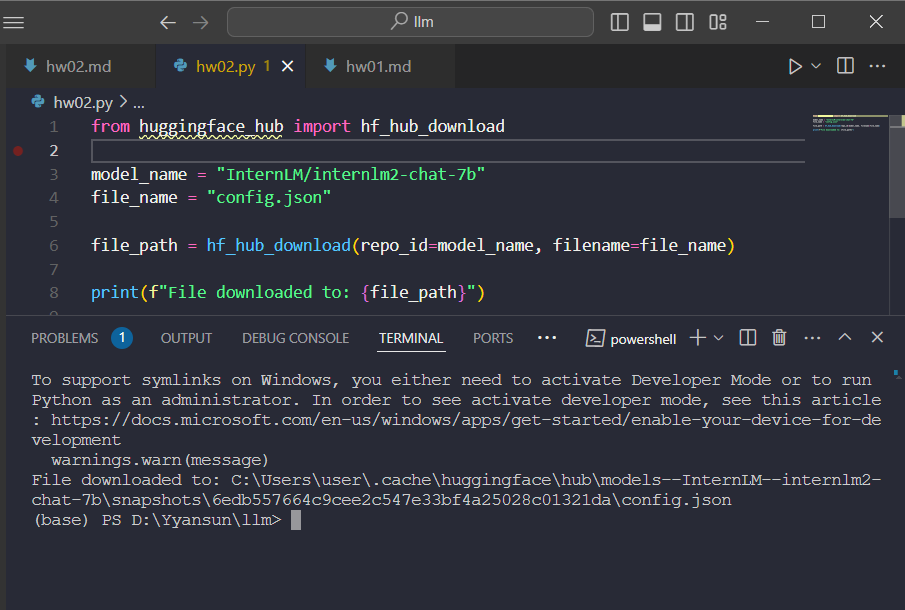 llm
hw02.md hw02.py 1 hw01.md
hw02.py > ...
1 from huggingface_hub import hf_hub_download
2
3 model_name = "InternLM/internlm2-chat-7b"
4 file_name = "config.json"
5
6 file_path = hf_hub_download(repo_id=model_name, filename=file_name)
7
8 print(f"File downloaded to: {file_path}")
PROBLEMS 1 OUTPUT DEBUG CONSOLE TERMINAL PORTS ... powershell
To support symlinks on Windows, you either need to activate Developer Mode or to run
Python as an administrator. In order to see activate developer mode, see this article
: https://docs.microsoft.com/en-us/windows/apps/get-started/enable-your-device-for-de
velopment
  warnings.warn(message)
File downloaded to: C:\Users\user\.cache\huggingface\hub\models--InternLM--internlm2-
chat-7b\snapshots\6edb557664c9cee2c547e33bf4a25028c01321da\config.json
(base) PS D:\Yyansun\llm>